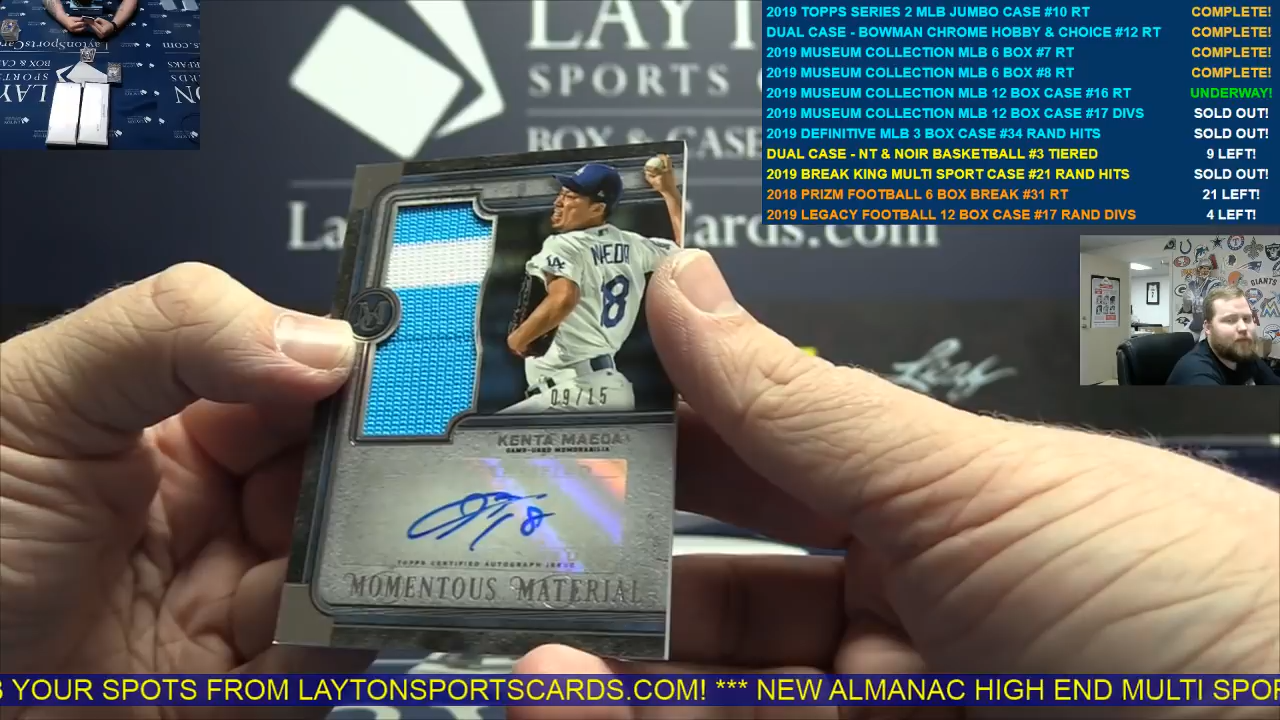 2019 TOPPS SERIES 2 MLB JUMBO CASE #10 RT COMPLETE!
DUAL CASE - BOWMAN CHROME HOBBY & CHOICE #12 RT COMPLETE!
2019 MUSEUM COLLECTION MLB 6 BOX #7 RT COMPLETE!
2019 MUSEUM COLLECTION MLB 6 BOX #8 RT COMPLETE!
2019 MUSEUM COLLECTION MLB 12 BOX CASE #16 RT UNDERWAY!
2019 MUSEUM COLLECTION MLB 12 BOX CASE #17 DIVS SOLD OUT!
2019 DEFINITIVE MLB 3 BOX CASE #34 RAND HITS SOLD OUT!
DUAL CASE - NT & NOIR BASKETBALL #3 TIERED 9 LEFT!
2019 BREAK KING MULTI SPORT CASE #21 RAND HITS SOLD OUT!
2018 PRIZM FOOTBALL 6 BOX BREAK #31 RT 21 LEFT!
2019 LEGACY FOOTBALL 12 BOX CASE #17 RAND DIVS 4 LEFT!
LAYT
SPORTS C
BOX & CASE
Cards.com
Leaf
GIANTS
LA
MAEDA
18
M
09/15
KENTA MAEDA
GAME-USED MEMORABILIA
TOPPS CERTIFIED AUTOGRAPH ISSUE
MOMENTOUS MATERIAL
YOUR SPOTS FROM LAYTONSPORTSCARDS.COM! *** NEW ALMANAC HIGH END MULTI SPOR